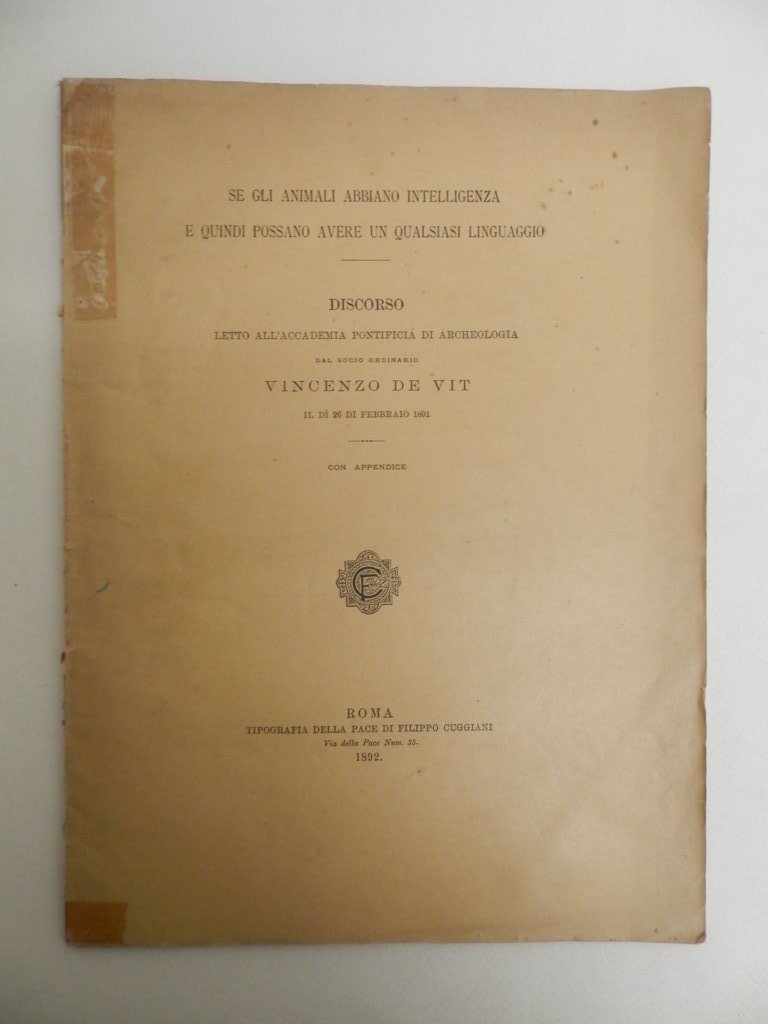 SE GLI ANIMALI ABBIANO INTELLIGENZA
E QUINDI POSSANO AVERE UN QUALSIASI LINGUAGGIO
DISCORSO
LETTO ALL'ACCADEMIA PONTIFICIA DI ARCHEOLOGIA
DAL SOCIO ORDINARIO
VINCENZO DE VIT
IL DÌ 26 DI FEBBRAIO 1891
CON APPENDICE
CF
ROMA
TIPOGRAFIA DELLA PACE DI FILIPPO CUGGIANI
Via della Pace Num. 35.
1892.